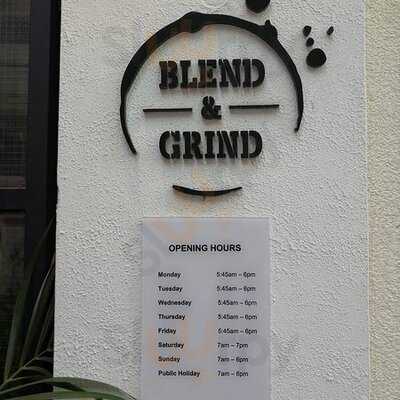 BLEND
&
GRIND
OPENING HOURS
Monday 5:45am – 6pm
Tuesday 5:45am – 6pm
Wednesday 5:45am – 6pm
Thursday 5:45am – 6pm
Friday 5:45am – 6pm
Saturday 7am – 7pm
Sunday 7am – 6pm
Public Holiday 7am – 6pm